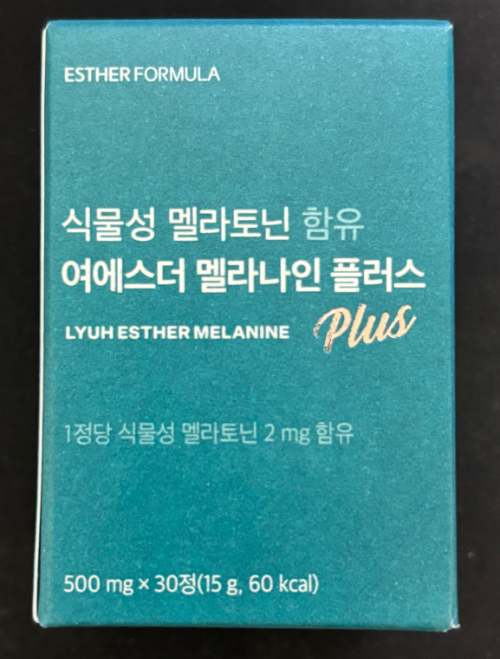 ESTHER FORMULA
식물성 멜라토닌 함유
여에스더 멜라나인 플러스
LYUH ESTHER MELANINE Plus
1정당 식물성 멜라토닌 2 mg 함유
500 mg × 30정(15 g, 60 kcal)